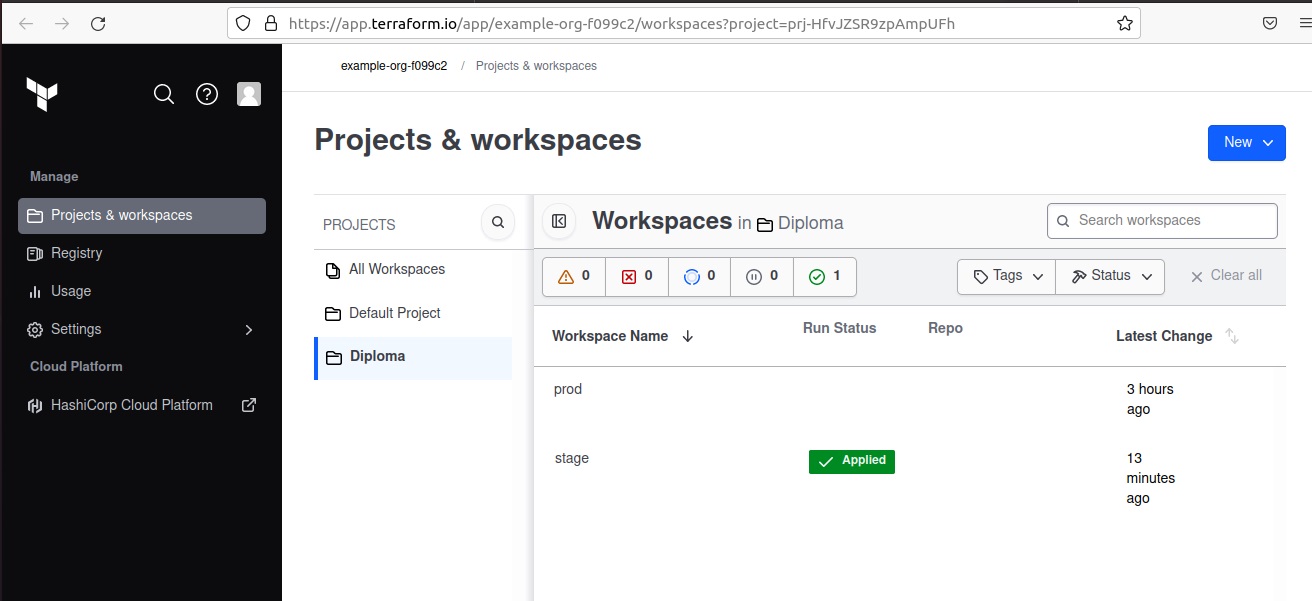 https://app.terraform.io/app/example-org-f099c2/workspaces?project=prj-HfvJZSR9zpAmpUFh
example-org-f099c2 / Projects & workspaces
Projects & workspaces
New
Manage
Projects & workspaces
Registry
Usage
Settings
Cloud Platform
HashiCorp Cloud Platform
PROJECTS
All Workspaces
Default Project
Diploma
Workspaces in Diploma
Search workspaces
0 0 0 0 1
Tags Status Clear all
Workspace Name Run Status Repo Latest Change
prod 3 hours
ago
stage Applied 13
minutes
ago